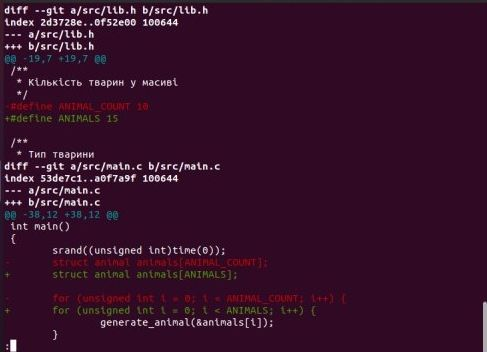 diff --git a/src/lib.h b/src/lib.h
index 2d3728e..0f52e00 100644
--- a/src/lib.h
+++ b/src/lib.h
@@ -19,7 +19,7 @@
 /**
  * Кількість тварин у масиві
  */
-#define ANIMAL_COUNT 10
+#define ANIMALS 15

 /**
  * Тип тварини
diff --git a/src/main.c b/src/main.c
index 53de7c1..a0f7a9f 100644
--- a/src/main.c
+++ b/src/main.c
@@ -38,12 +38,12 @@
 int main()
 {
        srand((unsigned int)time(0));
-       struct animal animals[ANIMAL_COUNT];
+       struct animal animals[ANIMALS];

-       for (unsigned int i = 0; i < ANIMAL_COUNT; i++) {
+       for (unsigned int i = 0; i < ANIMALS; i++) {
                generate_animal(&animals[i]);
        }
: